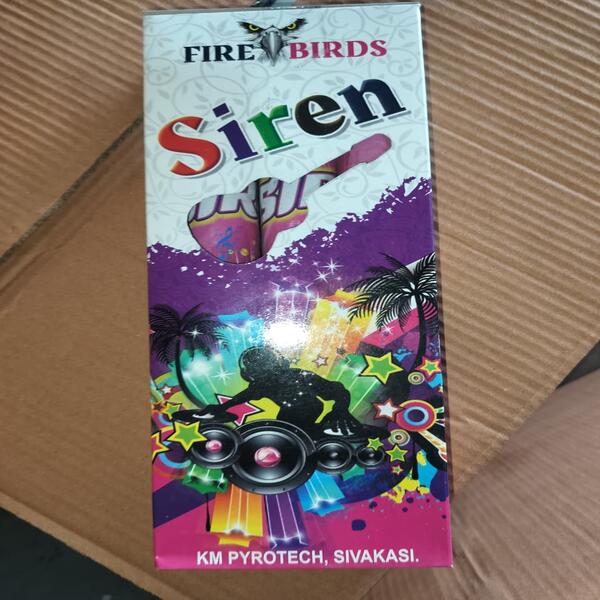 FIRE BIRDS
Siren
KM PYROTECH, SIVAKASI.